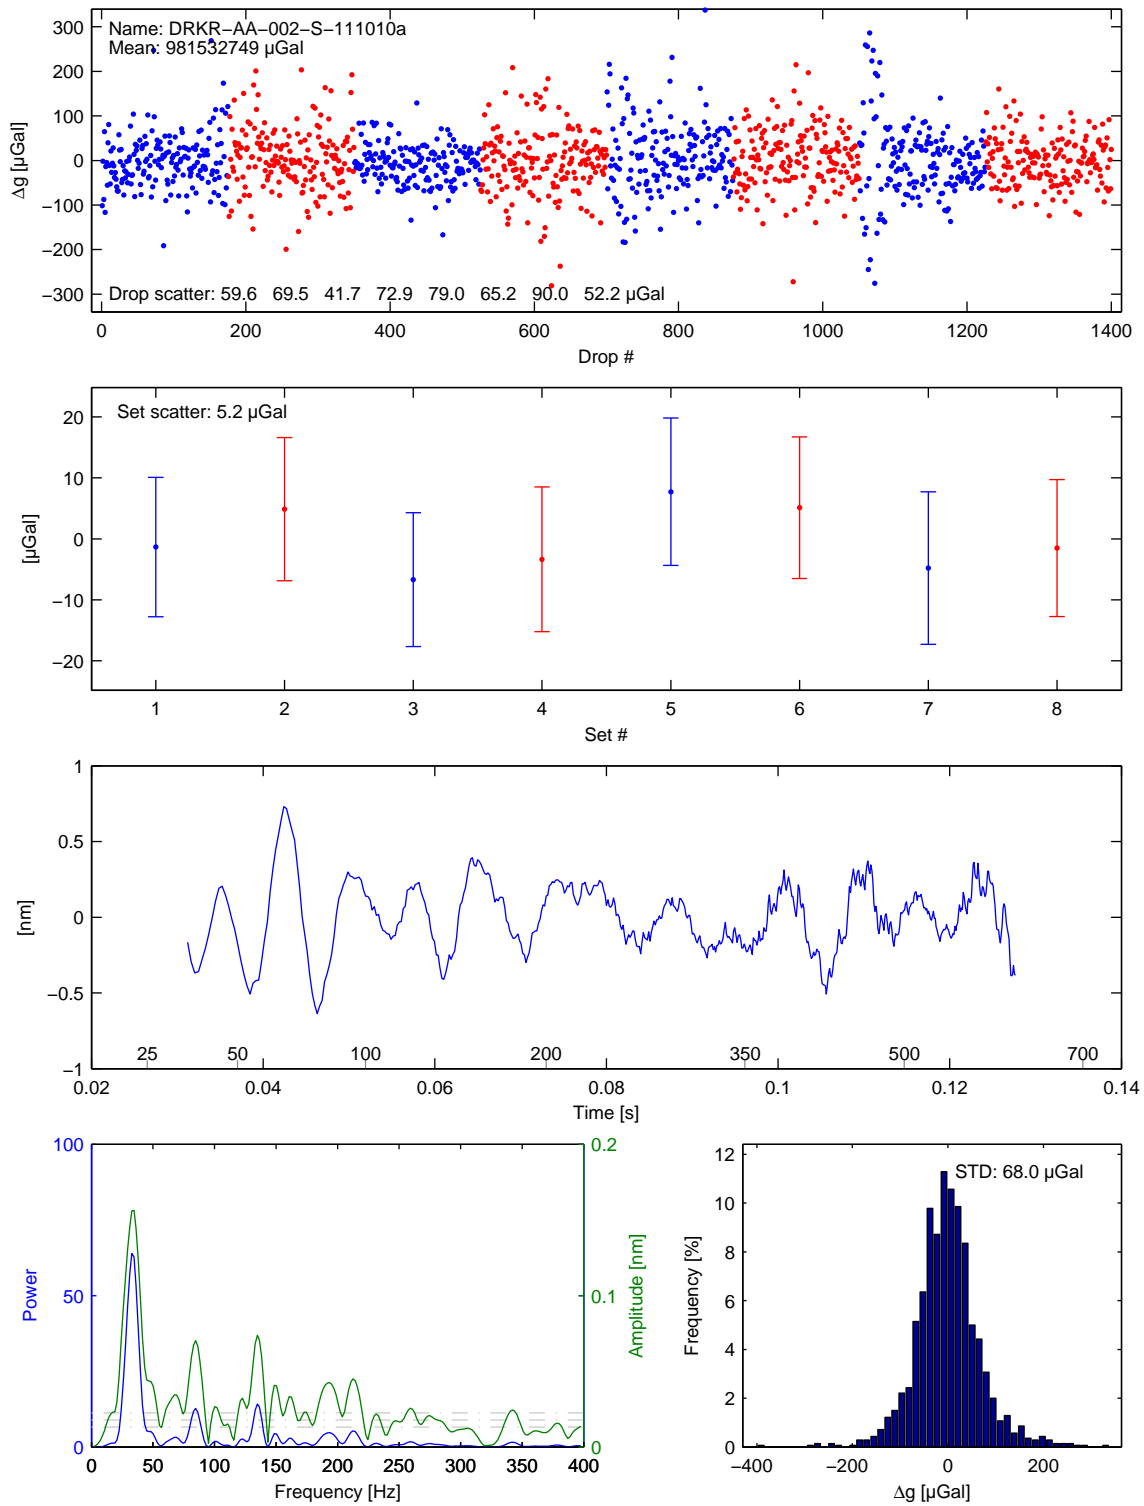 Name: DRKR−AA−002−S−111010a
Mean: 981532749 µGal
300
200
100
0
−100
−200
−300
Δg [µGal]
Drop scatter: 59.6 69.5 41.7 72.9 79.0 65.2 90.0 52.2 µGal
0 200 400 600 800 1000 1200 1400
Drop #
Set scatter: 5.2 µGal
20
10
0
−10
−20
[µGal]
1 2 3 4 5 6 7 8
Set #
1
0.5
0
−0.5
−1
[nm]
25 50 100 200 350 500 700
0.02 0.04 0.06 0.08 0.1 0.12 0.14
Time [s]
100
50
0
Power
0.2
0.1
0
Amplitude [nm]
0 50 100 150 200 250 300 350 400
Frequency [Hz]
STD: 68.0 µGal
12
10
8
6
4
2
0
Frequency [%]
−400 −200 0 200
Δg [µGal]